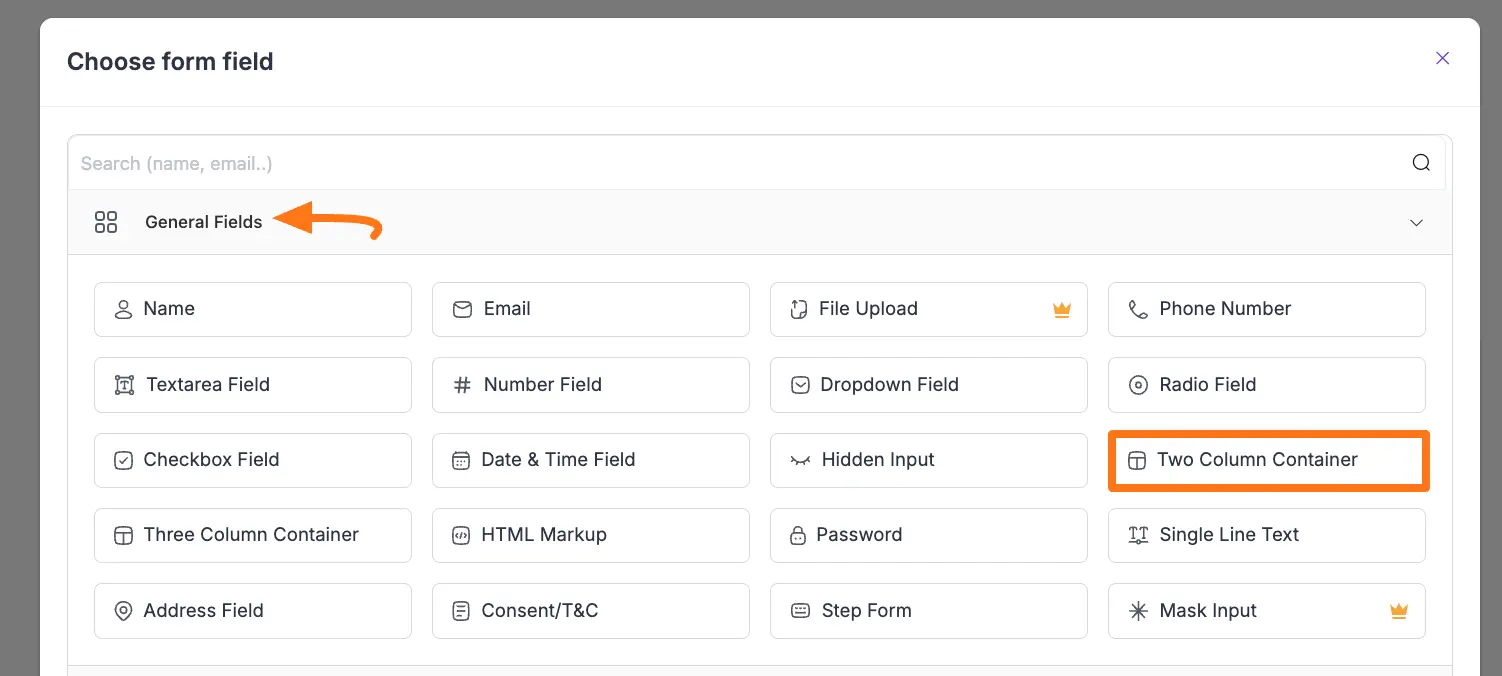 Choose form field
Search (name, email..)
General Fields
Name
Email
File Upload
Phone Number
Textarea Field
Number Field
Dropdown Field
Radio Field
Checkbox Field
Date & Time Field
Hidden Input
Two Column Container
Three Column Container
HTML Markup
Password
Single Line Text
Address Field
Consent/T&C
Step Form
Mask Input